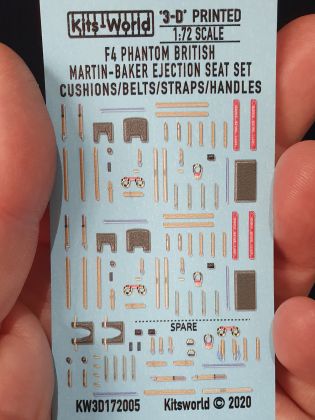 Kits-World
"3-D" PRINTED
1:72 SCALE
F4 PHANTOM BRITISH
MARTIN-BAKER EJECTION SEAT SET
CUSHIONS/BELTS/STRAPS/HANDLES
SPARE
KW3D172005
Kitsworld © 2020